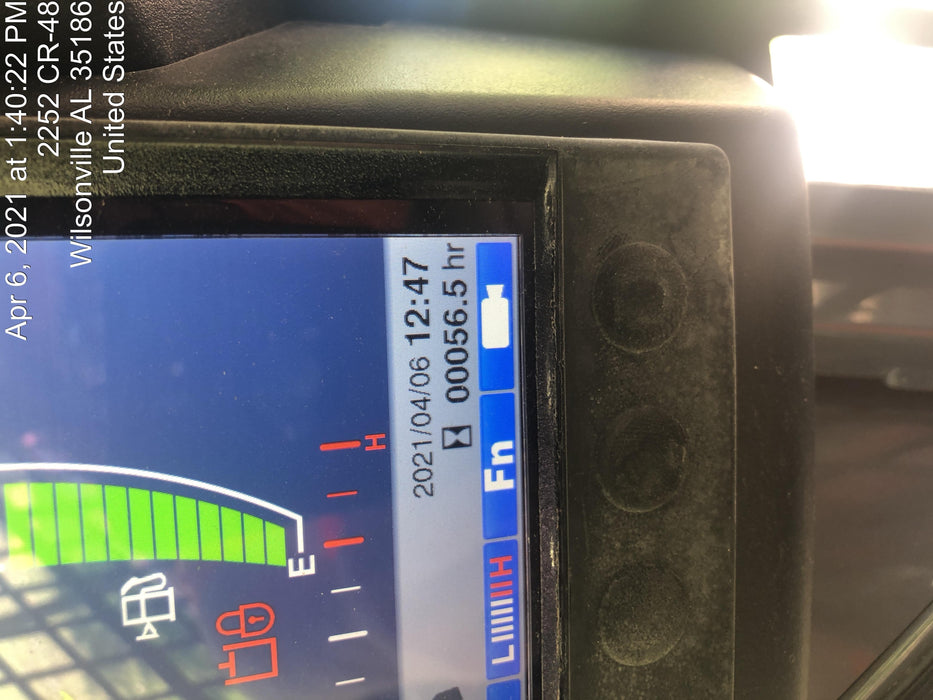 Apr 6, 2021 at 1:40:22 PM
2252 CR-48
Wilsonville AL 35186
United States
E
H
2021/04/06 12:47
00056.5 hr
L H
Fn